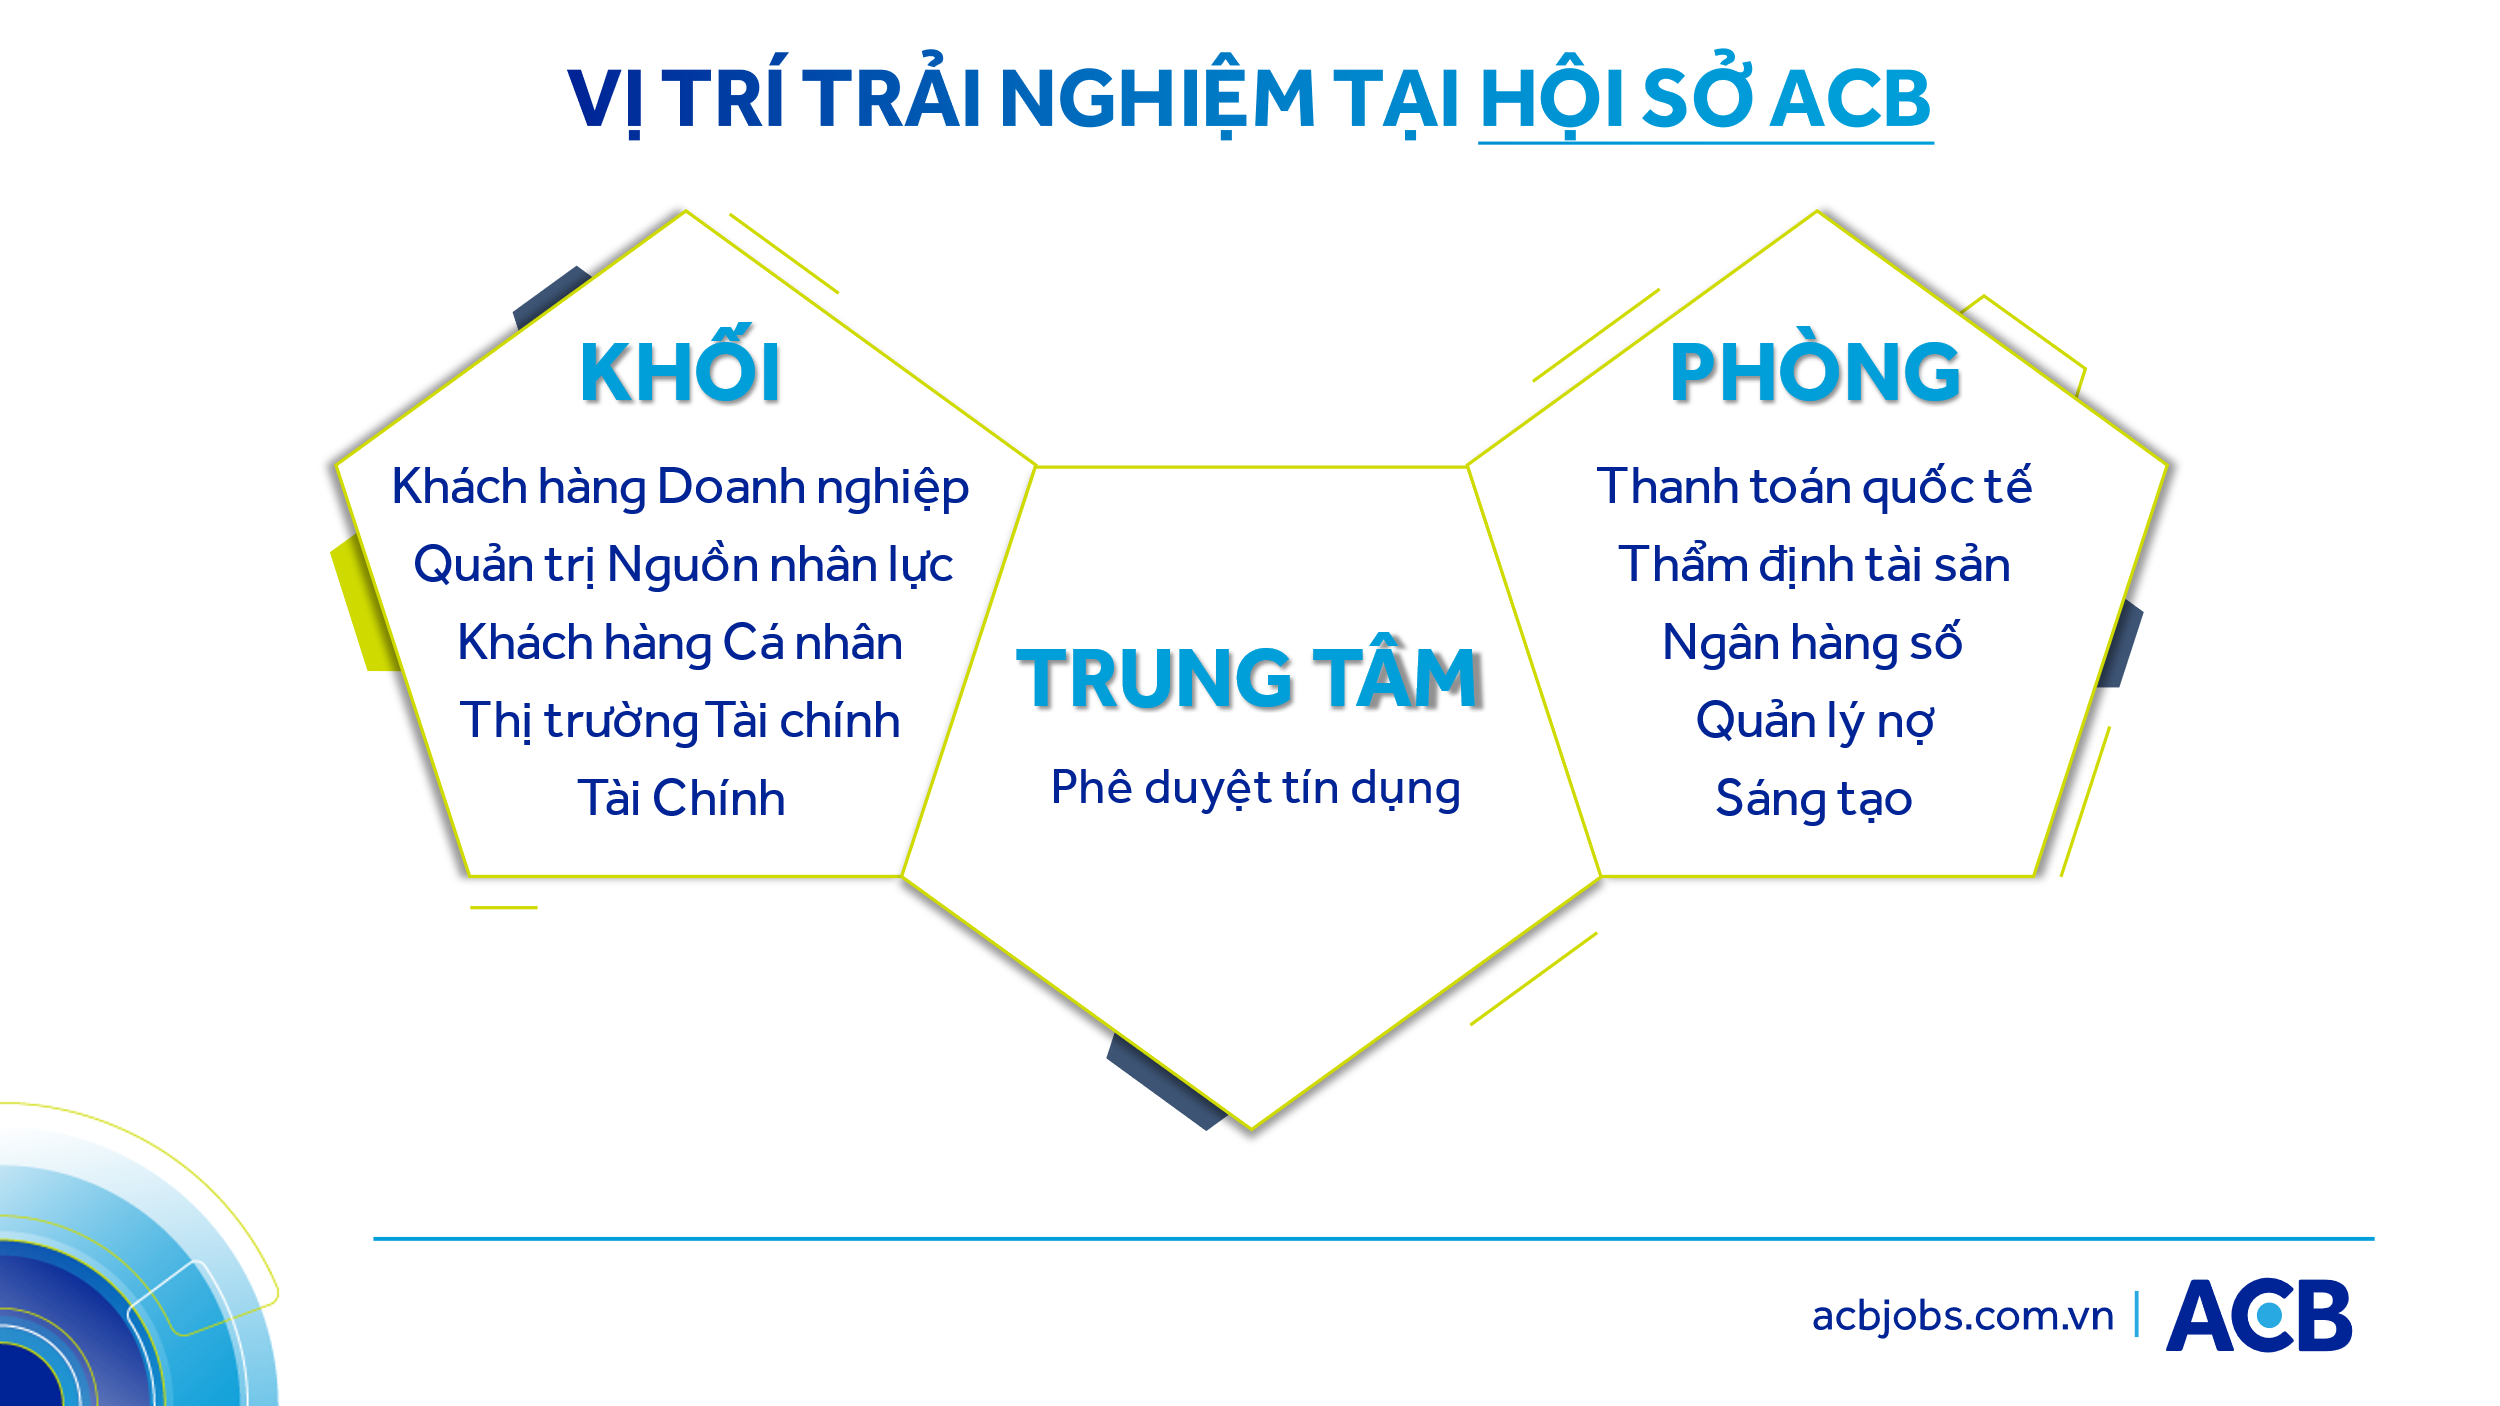 VỊ TRÍ TRẢI NGHIỆM TẠI HỘI SỞ ACB
KHỐI
Khách hàng Doanh nghiệp
Quản trị Nguồn nhân lực
Khách hàng Cá nhân
Thị trường Tài chính
Tài Chính
TRUNG TÂM
Phê duyệt tín dụng
PHÒNG
Thanh toán quốc tế
Thẩm định tài sản
Ngân hàng số
Quản lý nợ
Sáng tạo
acbjobs.com.vn | ACB